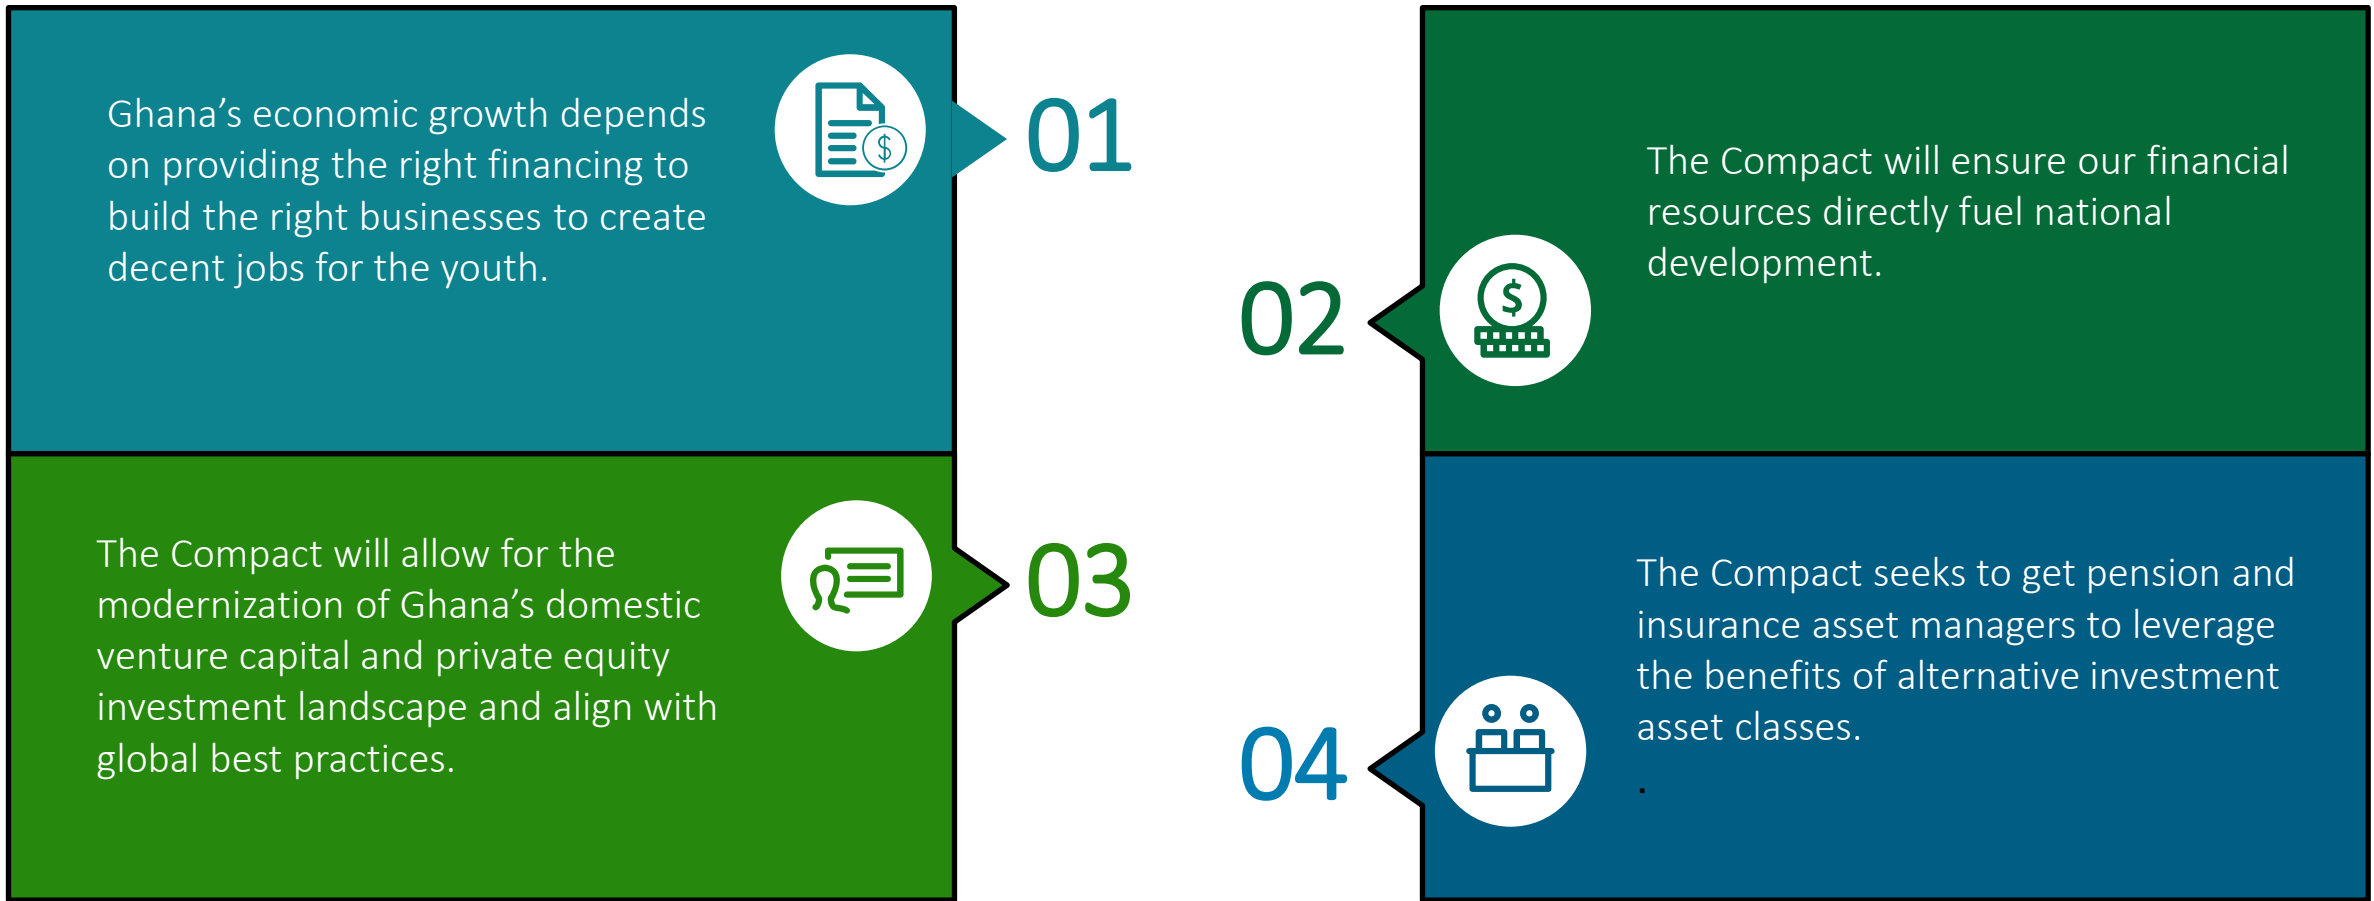 Ghana’s economic growth depends
on providing the right financing to
build the right businesses to create
decent jobs for the youth.
01
The Compact will ensure our financial
resources directly fuel national
development.
$
$
02
The Compact will allow for the
modernization of Ghana’s domestic
venture capital and private equity
investment landscape and align with
global best practices.
03
The Compact seeks to get pension and
insurance asset managers to leverage
the benefits of alternative investment
asset classes.
.
04